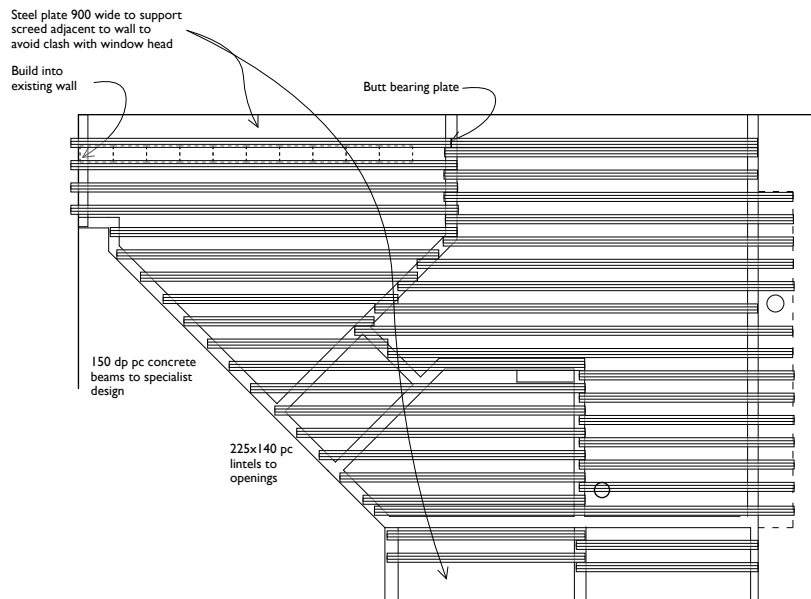 Steel plate 900 wide to support
screed adjacent to wall to
avoid clash with window head
Build into
existing wall
Butt bearing plate
150 dp pc concrete
beams to specialist
design
225x140 pc
lintels to
openings